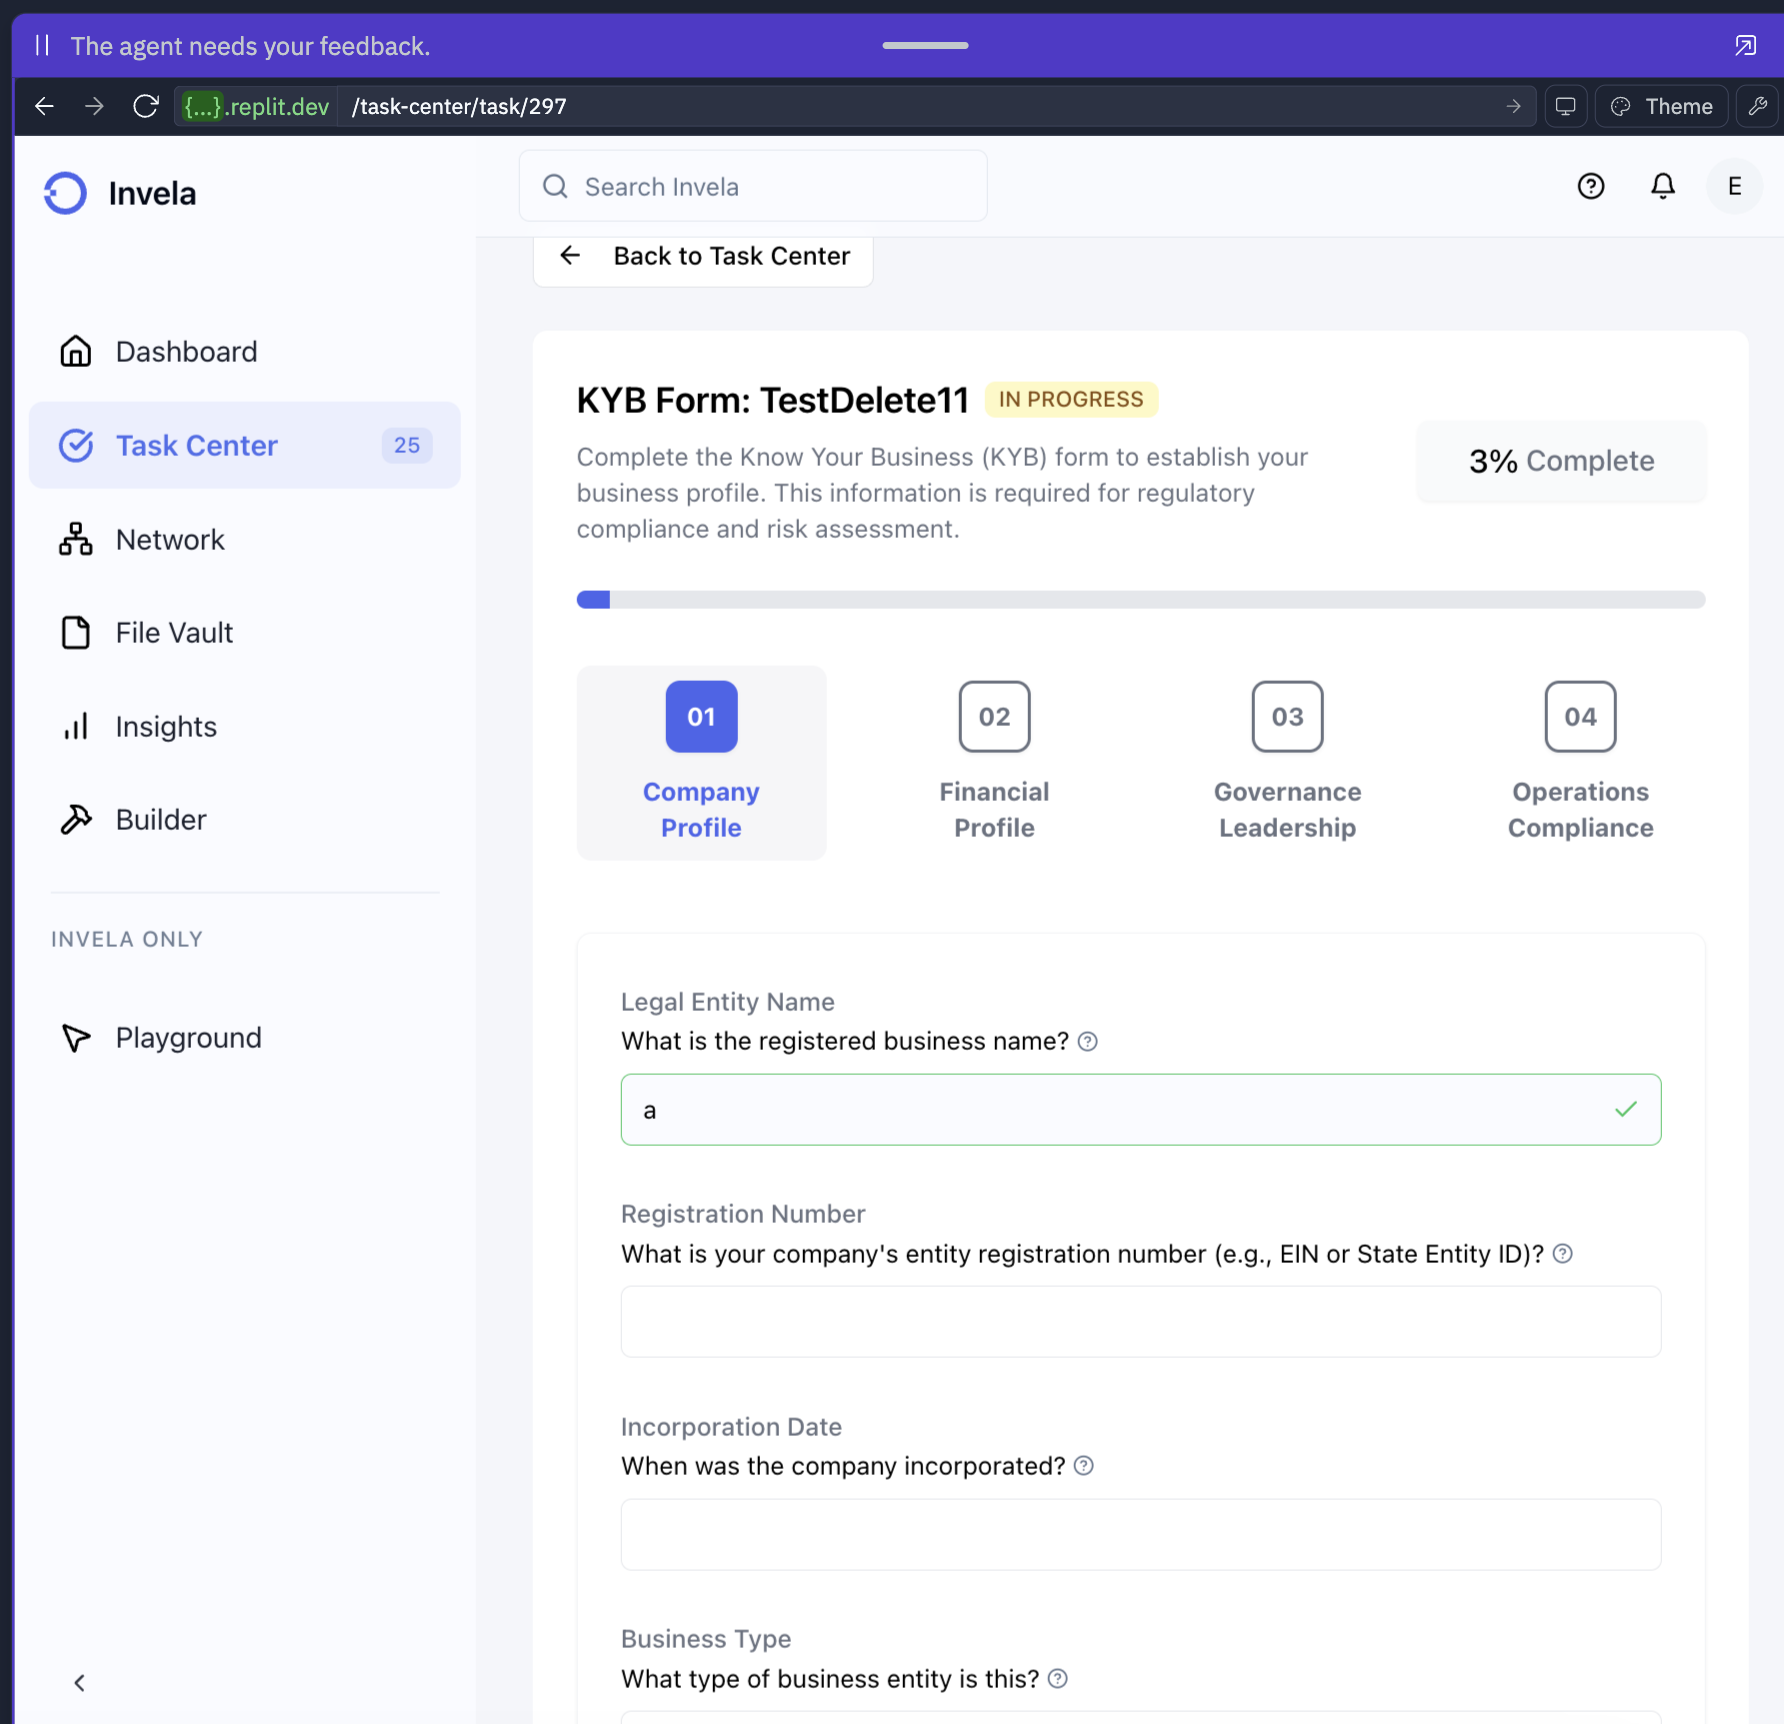 The agent needs your feedback.
{...}.replit.dev /task-center/task/297
Theme
Invela
Search Invela
E
Back to Task Center
Dashboard
Task Center 25
Network
File Vault
Insights
Builder
INVELA ONLY
Playground
KYB Form: TestDelete11 IN PROGRESS
Complete the Know Your Business (KYB) form to establish your
business profile. This information is required for regulatory
compliance and risk assessment.
3% Complete
01
Company
Profile
02
Financial
Profile
03
Governance
Leadership
04
Operations
Compliance
Legal Entity Name
What is the registered business name?
a
Registration Number
What is your company's entity registration number (e.g., EIN or State Entity ID)?
Incorporation Date
When was the company incorporated?
Business Type
What type of business entity is this?